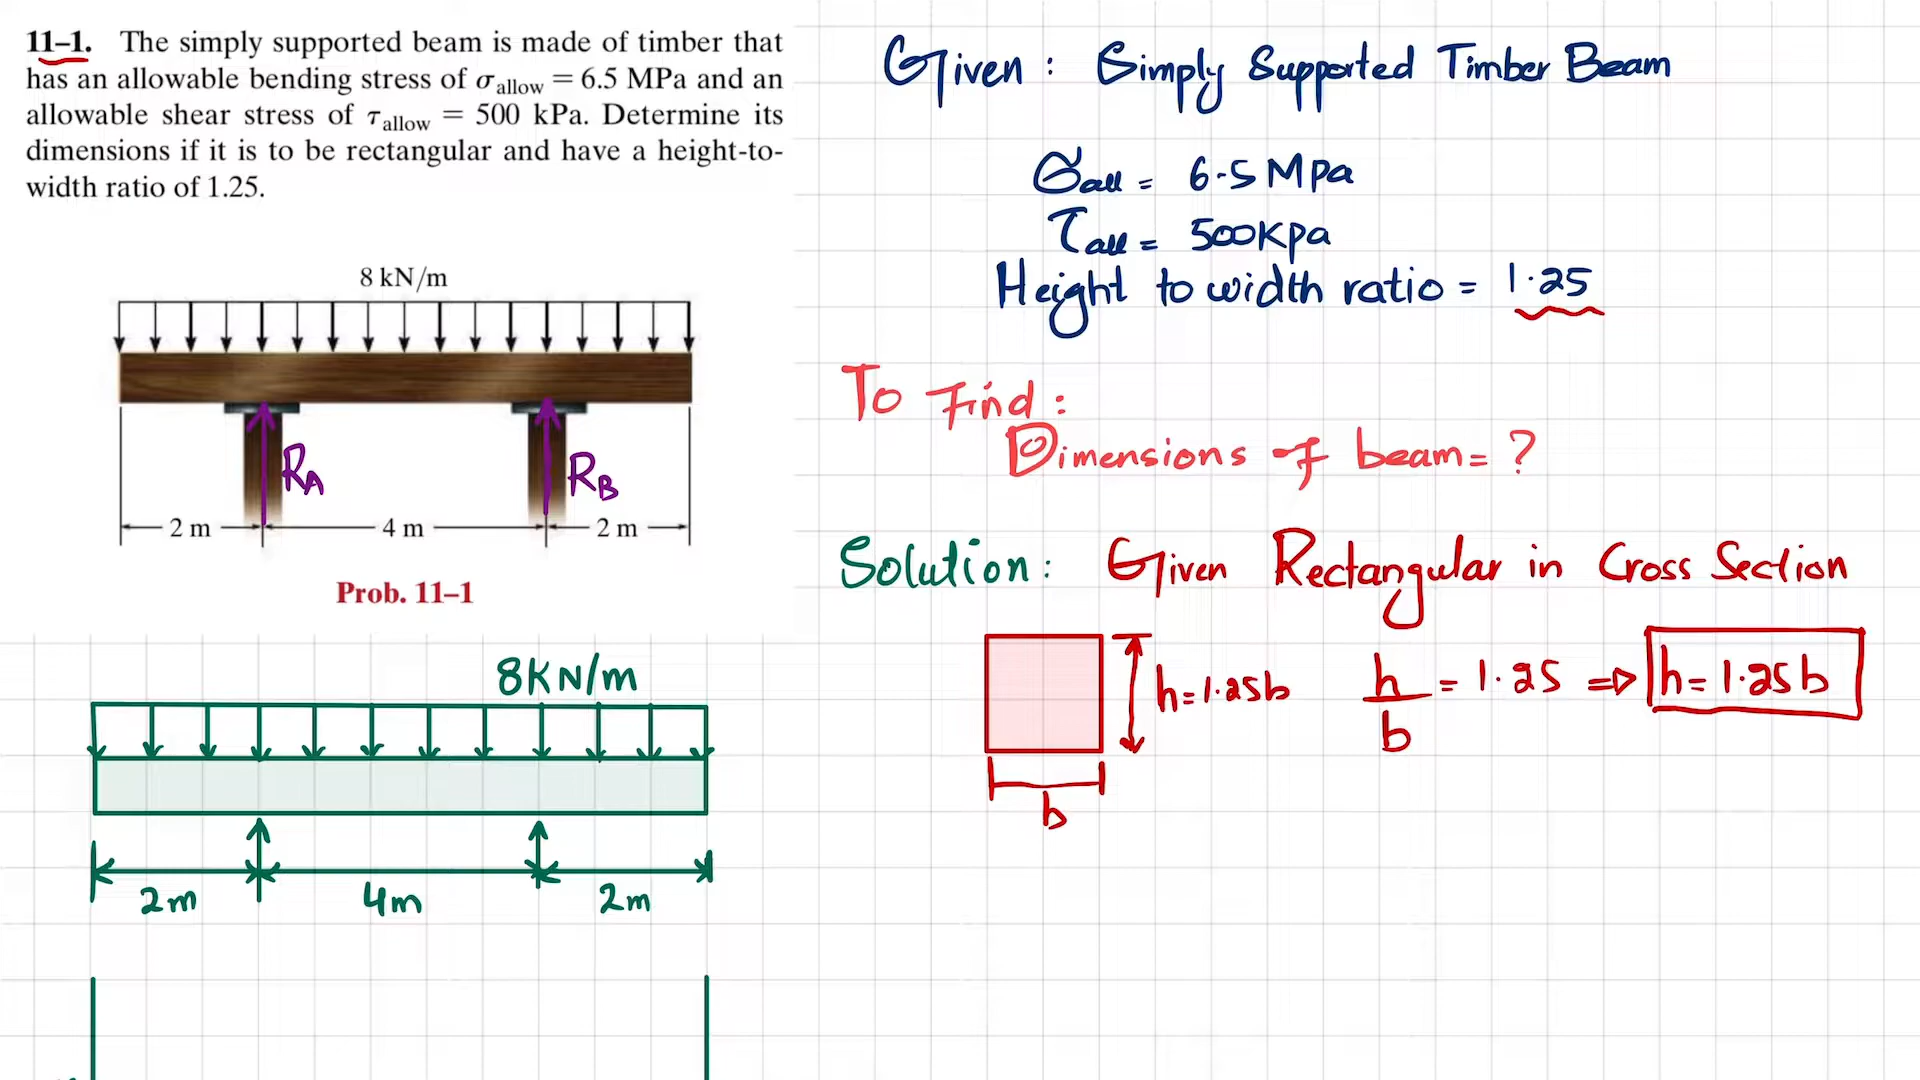 11–1. The simply supported beam is made of timber that
has an allowable bending stress of σallow = 6.5 MPa and an
allowable shear stress of τallow = 500 kPa. Determine its
dimensions if it is to be rectangular and have a height-to-
width ratio of 1.25.
8 kN/m
RA
RB
2 m
4 m
2 m
Prob. 11–1
8KN/m
2m
4m
2m
Given : Simply Supported Timber Beam
σall = 6.5 MPa
τall = 500Kpa
Height to width ratio = 1.25
To Find :
Dimensions of beam = ?
Solution : Given Rectangular in Cross Section
h=1.25b
h/b = 1.25 ⇒ h = 1.25b
b